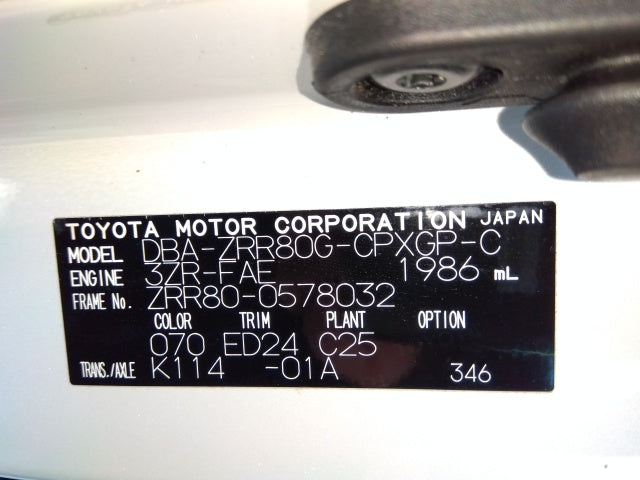 TOYOTA MOTOR CORPORATION JAPAN
MODEL DBA-ZRR80G-CPXGP-C
ENGINE 3ZR-FAE 1986 mL
FRAME No. ZRR80-0578032
COLOR TRIM PLANT OPTION
070 ED24 C25
TRANS./AXLE K114 -01A 346